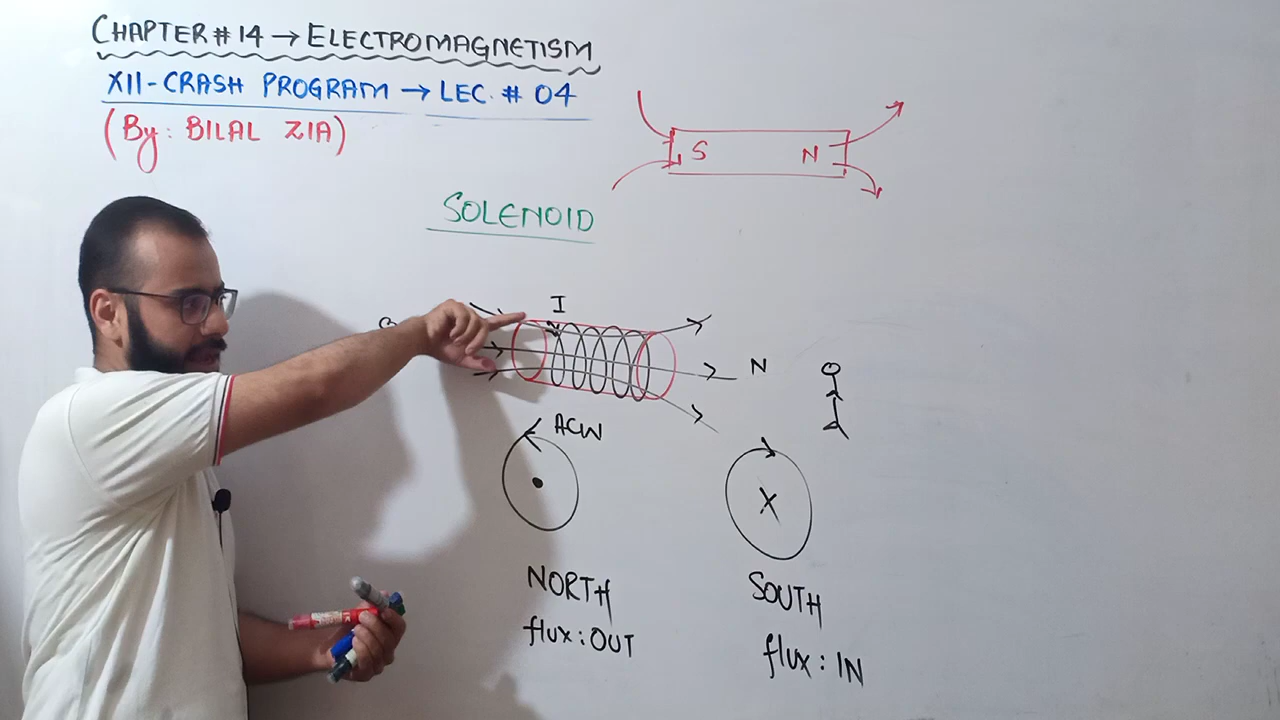 CHAPTER # 14 → ELECTROMAGNETISM
XII-CRASH PROGRAM → LEC. # 04
(By: BILAL ZIA)
S N
SOLENOID
I
N
ACW
X
NORTH
flux: OUT
SOUTH
flux: IN